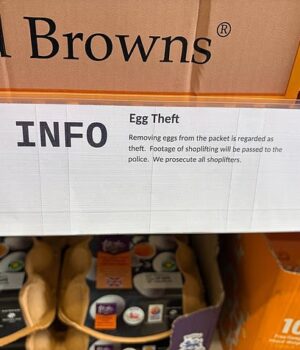 d Browns®
INFO
Egg Theft
Removing eggs from the packet is regarded as
theft. Footage of shoplifting will be passed to the
police. We prosecute all shoplifters.
10